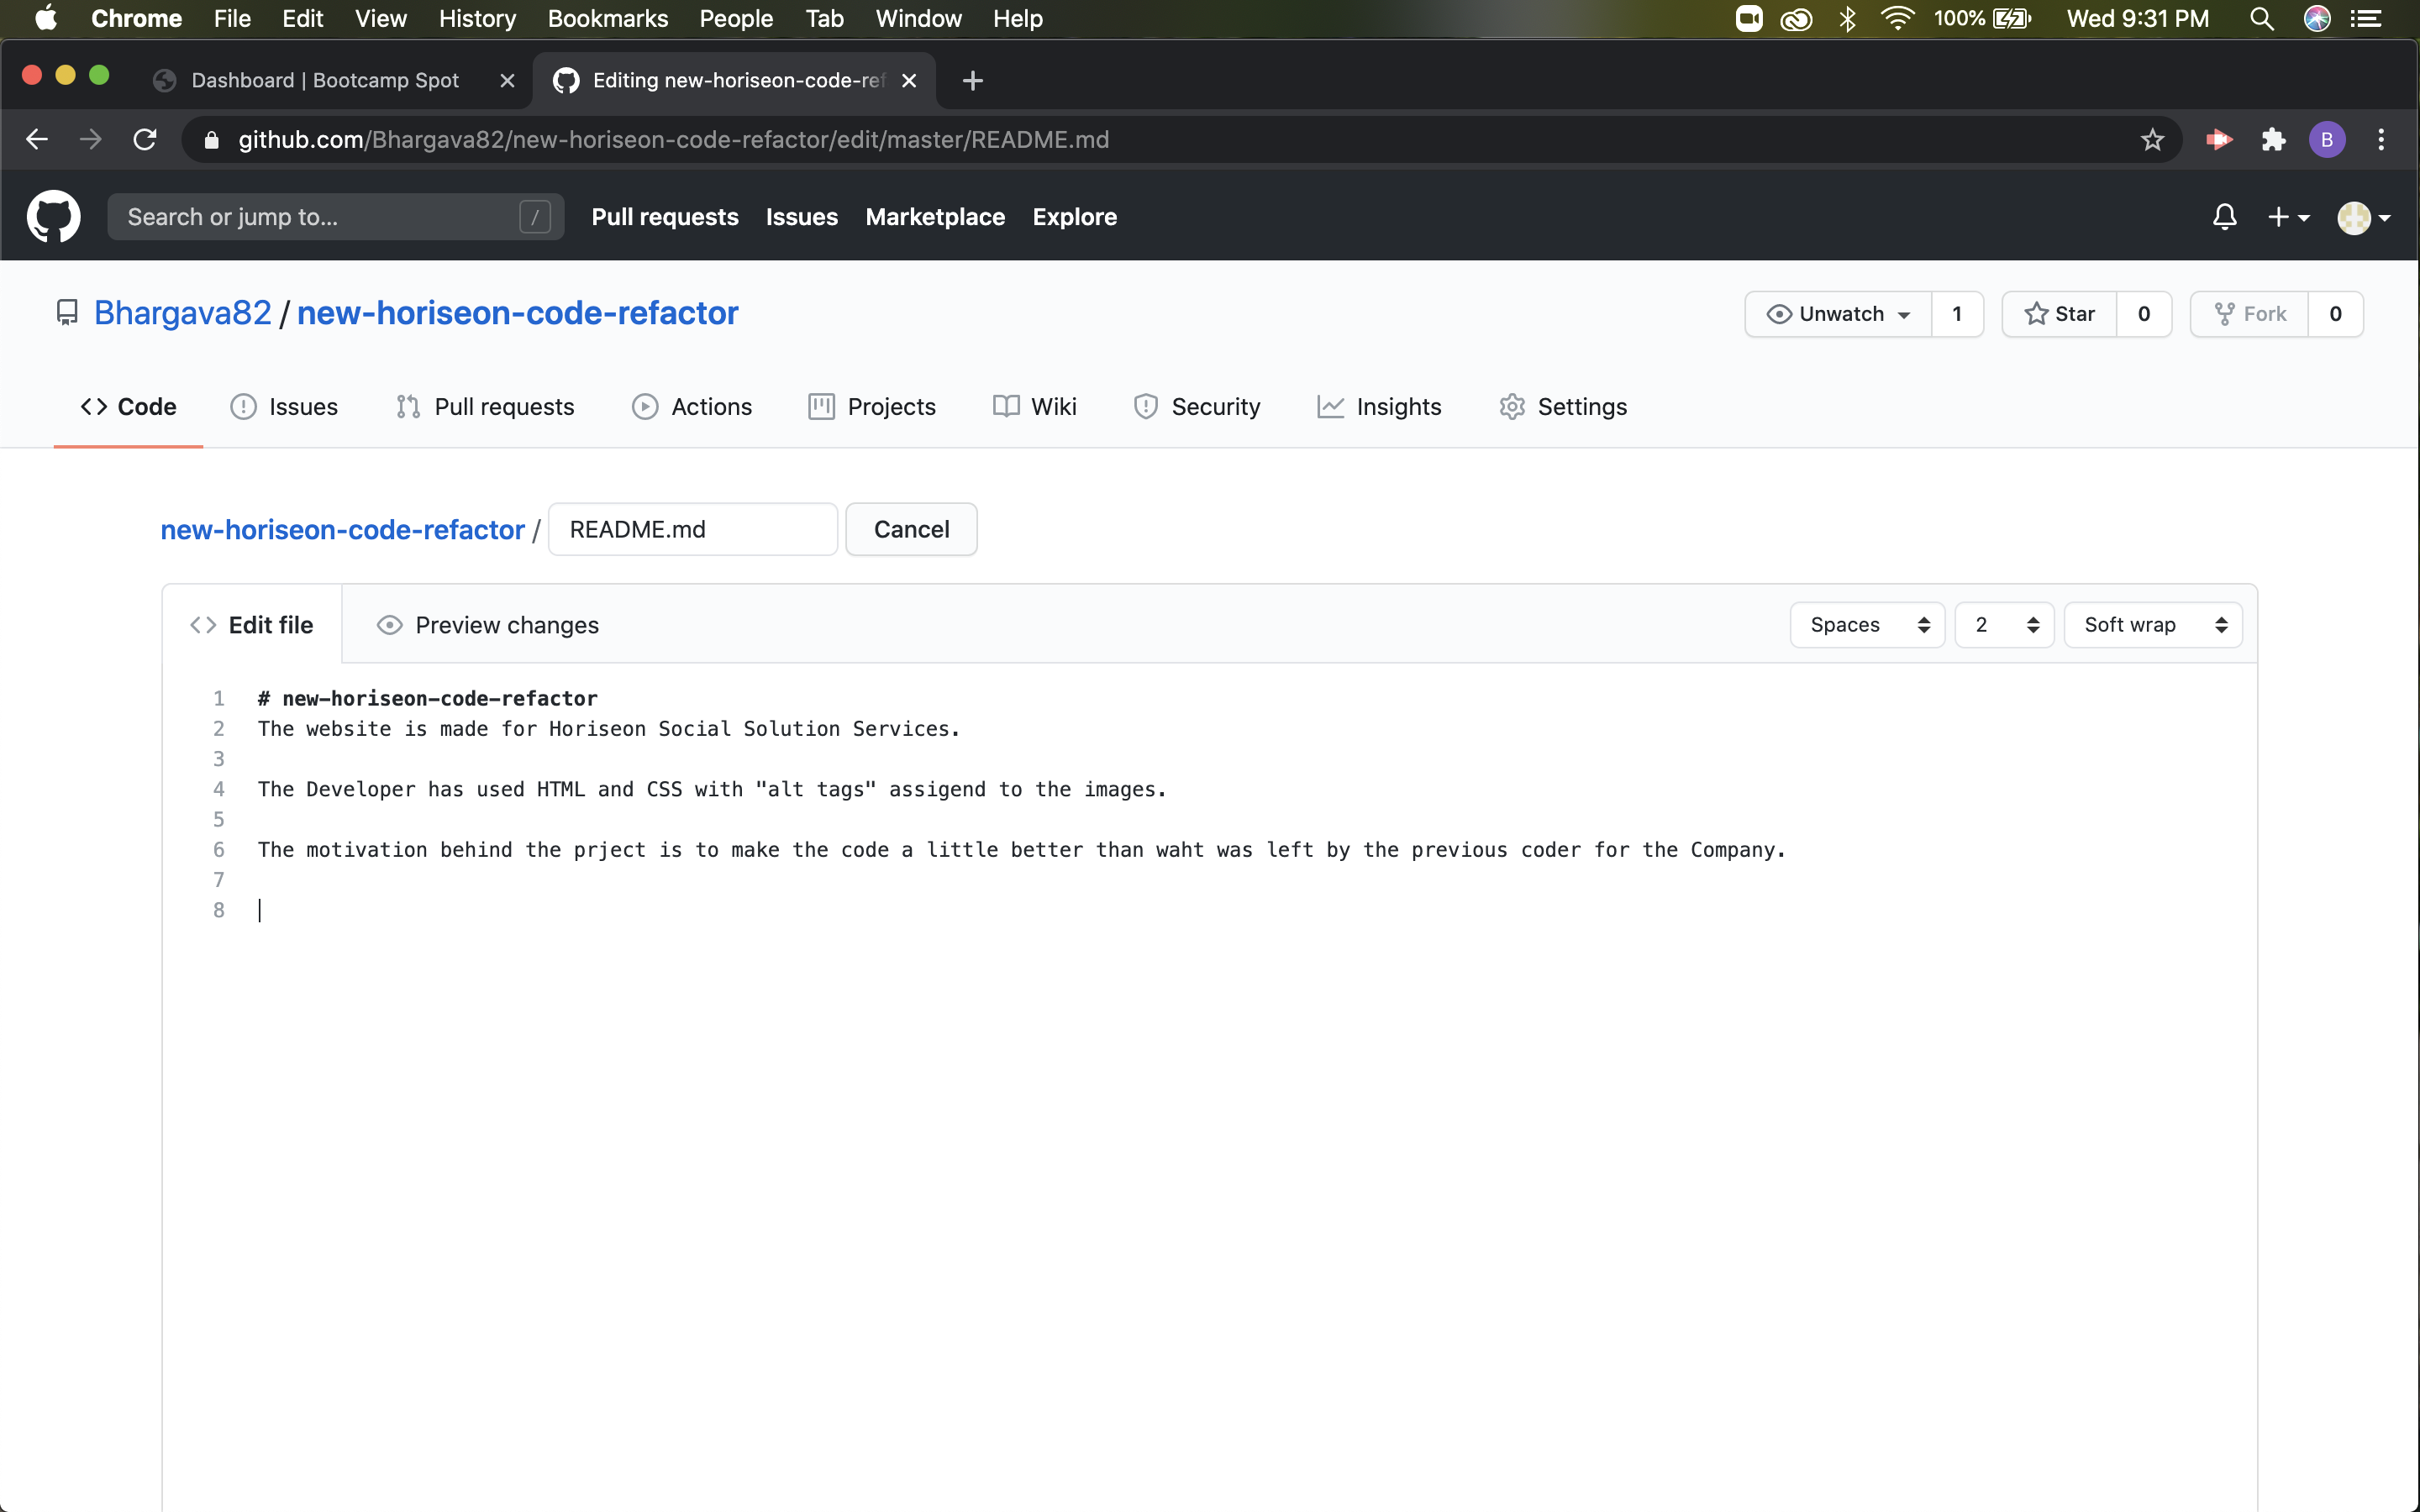 Chrome File Edit View History Bookmarks People Tab Window Help 100% Wed 9:31 PM
Dashboard | Bootcamp Spot Editing new-horiseon-code-ref
github.com/Bhargava82/new-horiseon-code-refactor/edit/master/README.md B
Search or jump to... / Pull requests Issues Marketplace Explore
Bhargava82 / new-horiseon-code-refactor Unwatch 1 Star 0 Fork 0
Code Issues Pull requests Actions Projects Wiki Security Insights Settings
new-horiseon-code-refactor / README.md Cancel
Edit file Preview changes Spaces 2 Soft wrap
1 # new-horiseon-code-refactor
2 The website is made for Horiseon Social Solution Services.
3
4 The Developer has used HTML and CSS with "alt tags" assigend to the images.
5
6 The motivation behind the prject is to make the code a little better than waht was left by the previous coder for the Company.
7
8